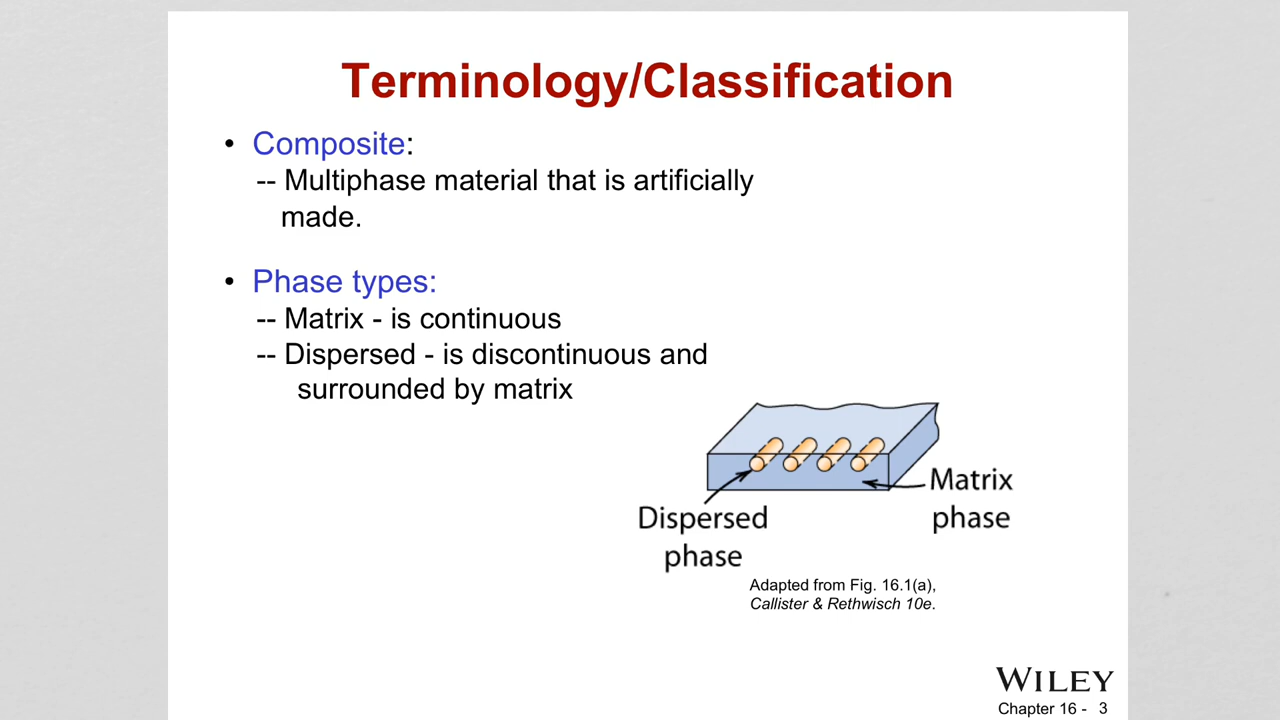 Terminology/Classification
• Composite:
-- Multiphase material that is artificially
made.
• Phase types:
-- Matrix - is continuous
-- Dispersed - is discontinuous and
surrounded by matrix
Matrix
phase
Dispersed
phase
Adapted from Fig. 16.1(a),
Callister & Rethwisch 10e.
WILEY
Chapter 16 - 3